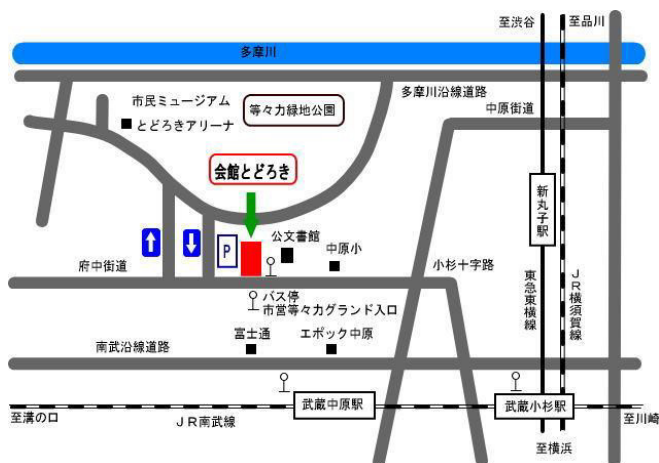 至渋谷
至品川
多摩川
市民ミュージアム
とどろきアリーナ
等々力緑地公園
多摩川沿線道路
中原街道
会館とどろき
新丸子駅
P
公文書館
中原小
府中街道
小杉十字路
東急東横線
JR横須賀線
バス停
市営等々力グランド入口
富士通
エポック中原
南武沿線道路
武蔵中原駅
武蔵小杉駅
至溝の口
JR南武線
至川崎
至横浜